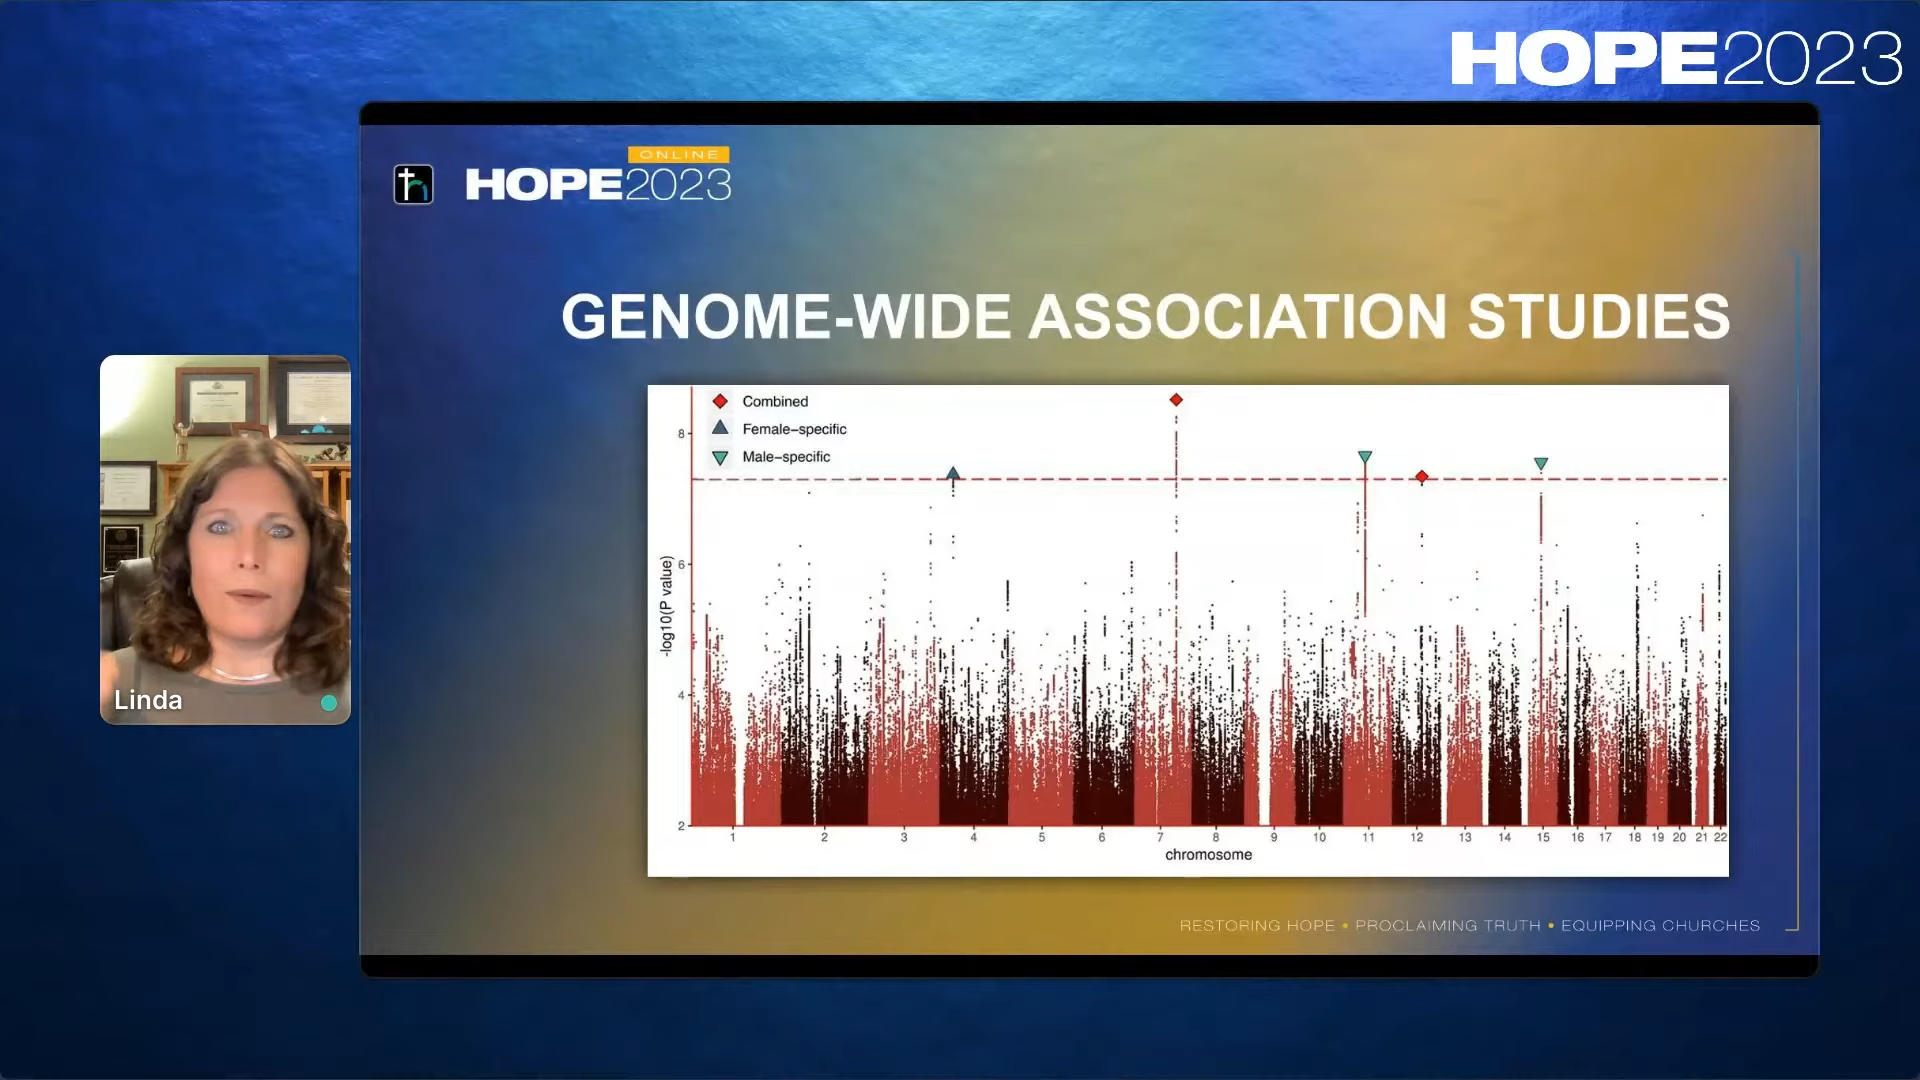 HOPE2023
ONLINE
HOPE2023
GENOME-WIDE ASSOCIATION STUDIES
Combined
Female-specific
Male-specific
8
6
4
2
-log10(P value)
1 2 3 4 5 6 7 8 9 10 11 12 13 14 15 16 17 18 19 20 21 22
chromosome
Linda
RESTORING HOPE • PROCLAIMING TRUTH • EQUIPPING CHURCHES